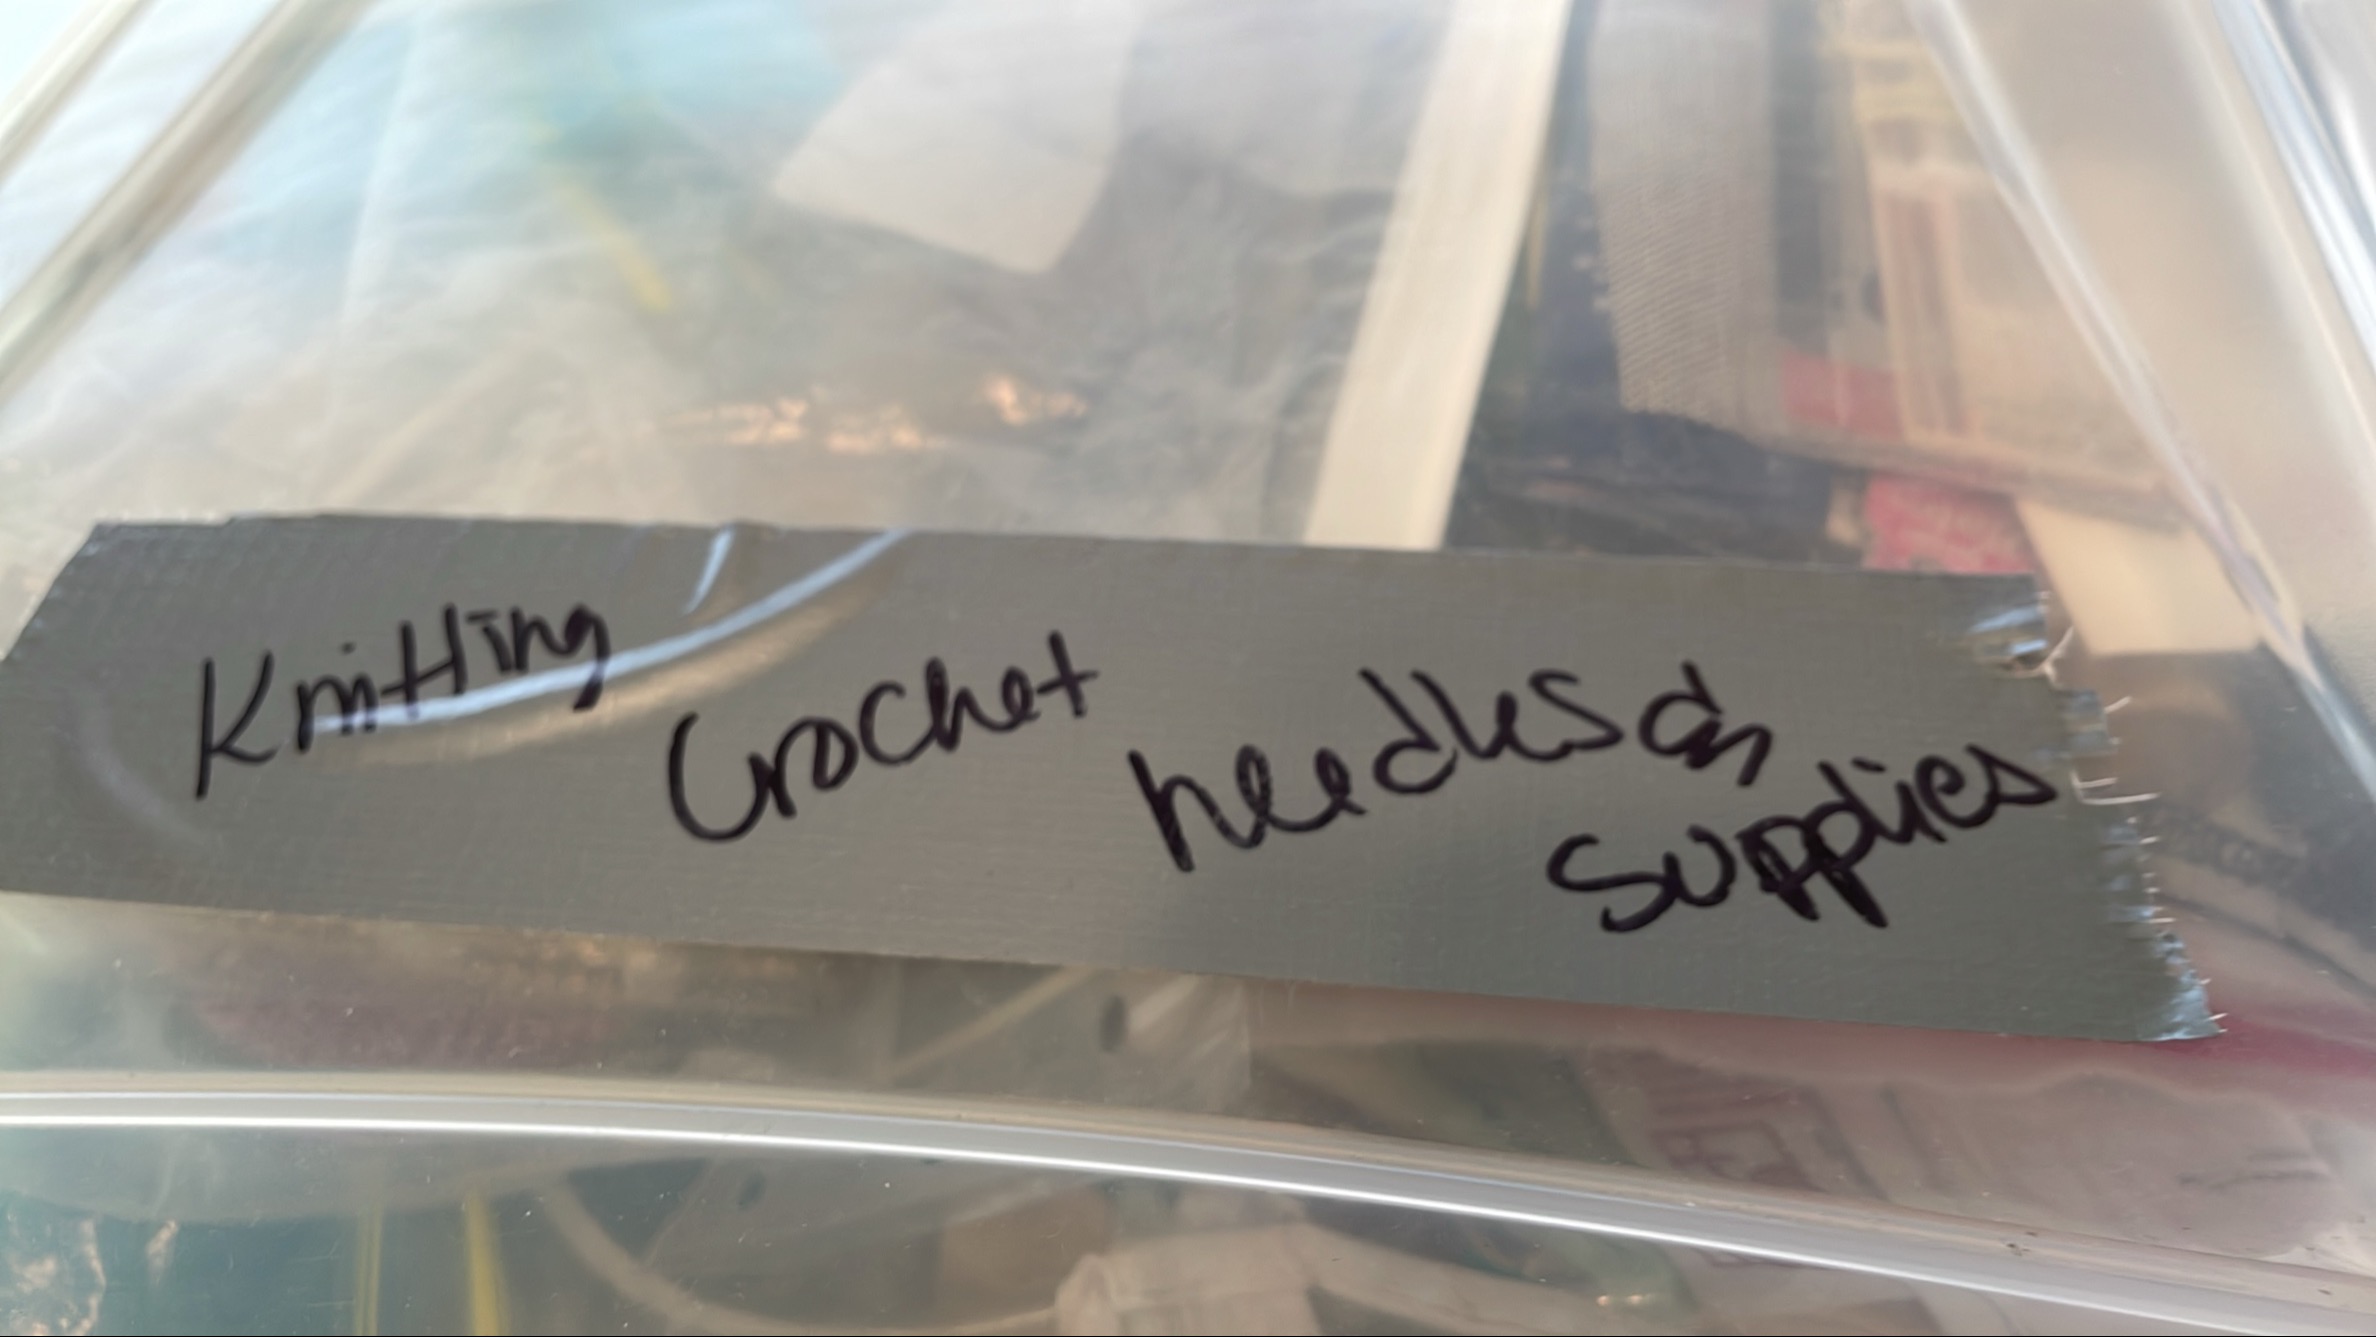 Knitting Crochet needles &
supplies